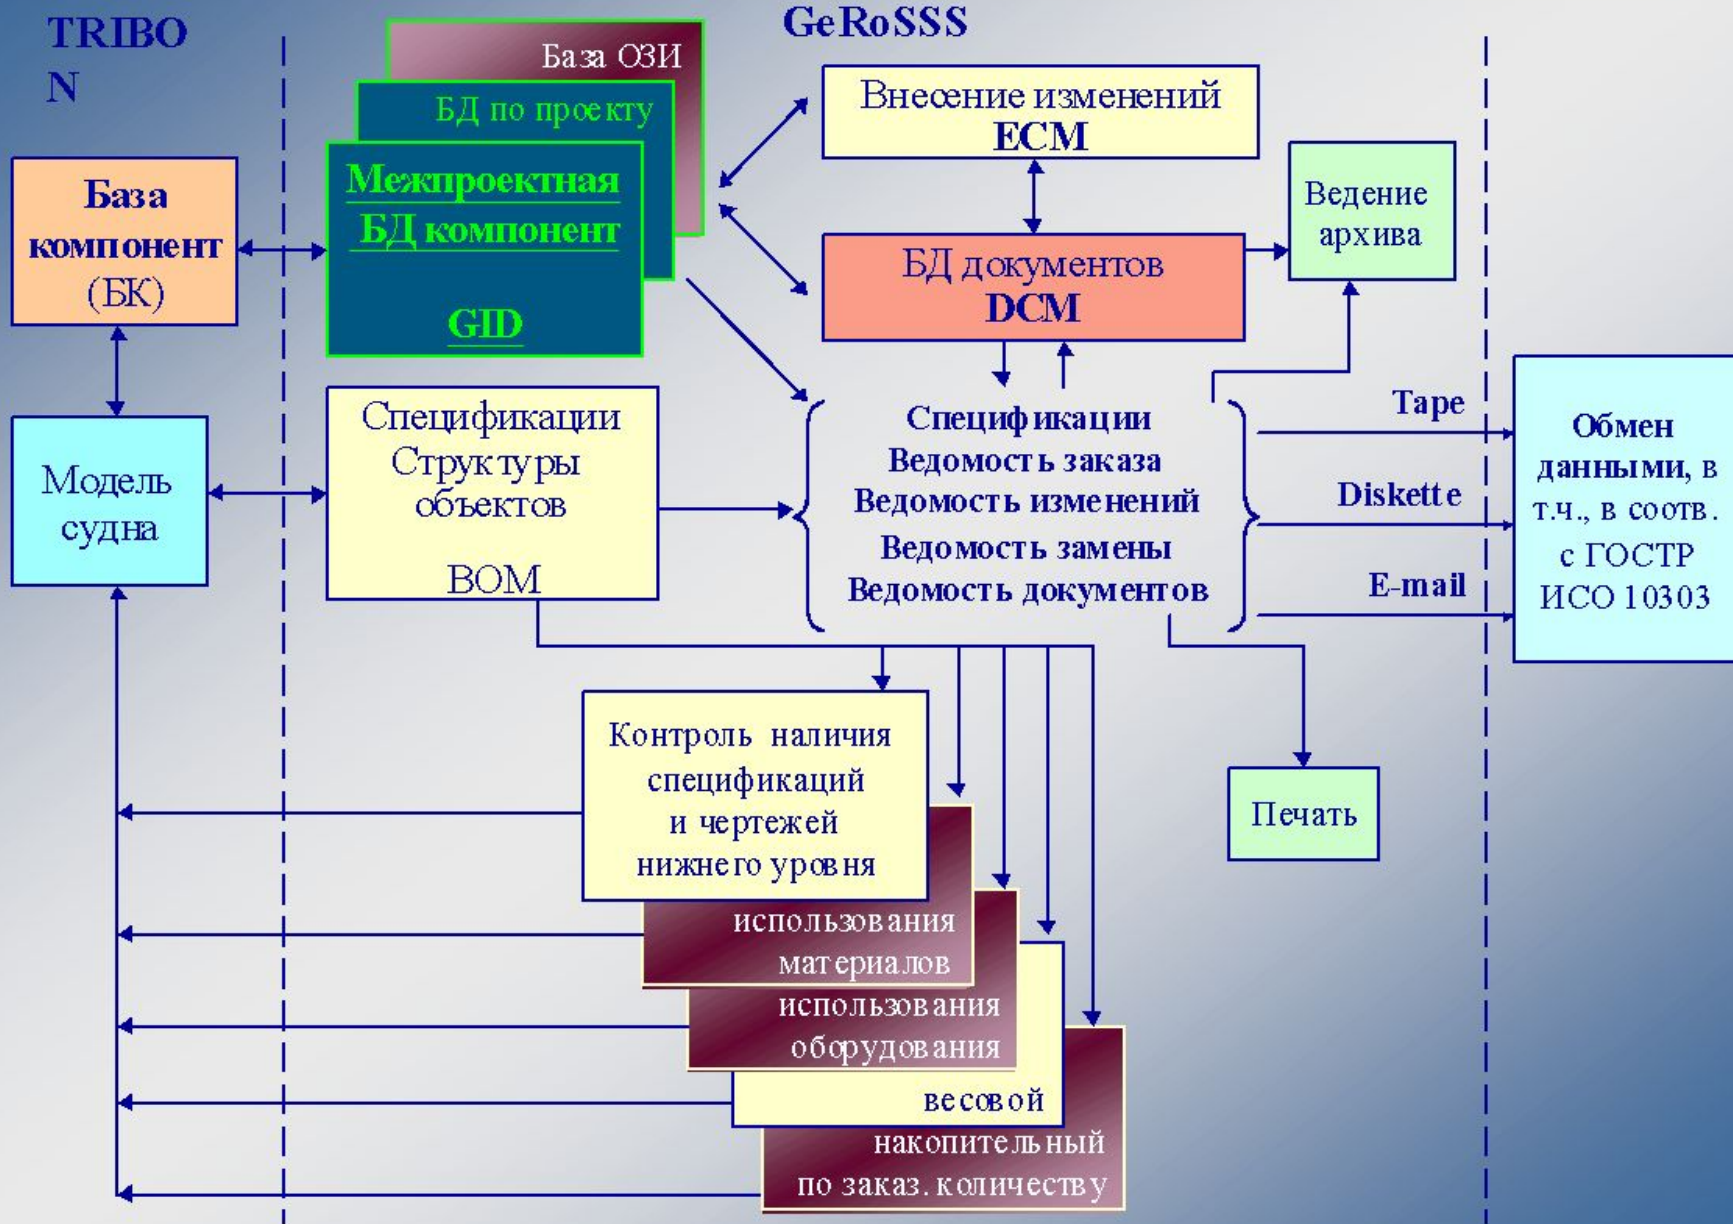 TRIBO
N
GeRoSSS
База ОЗИ
БД по проекту
Межпроектная
БД компонент
GID
База
компонент
(БК)
Модель
судна
Внесение изменений
ECM
БД документов
DCM
Ведение
архива
Спецификации
Структуры
объектов
BOM
Спецификации
Ведомость заказа
Ведомость изменений
Ведомость замены
Ведомость документов
Tape
Diskette
E-mail
Обмен
данными, в
т.ч., в соотв.
с ГОСТР
ИСО 10303
Контроль наличия
спецификаций
и чертежей
нижнего уровня
использования
материалов
использования
оборудования
весовой
накопительный
по заказ. количеству
Печать